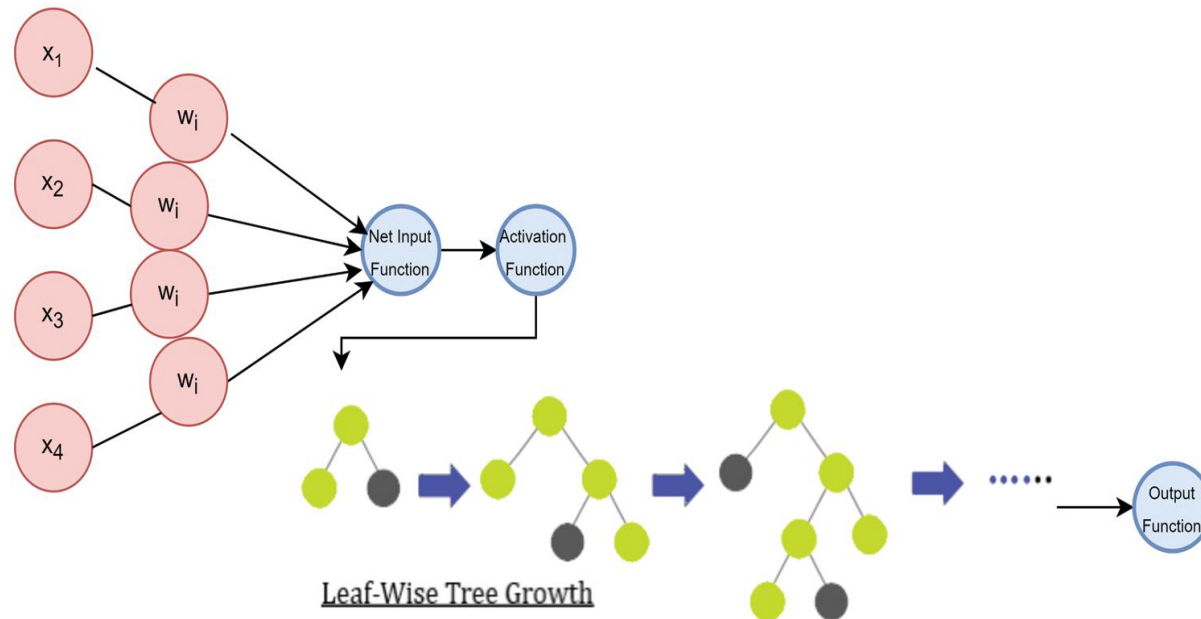 x1
wi
x2
wi
Net Input
Function
Activation
Function
wi
x3
wi
x4
Output
Function
Leaf-Wise Tree Growth